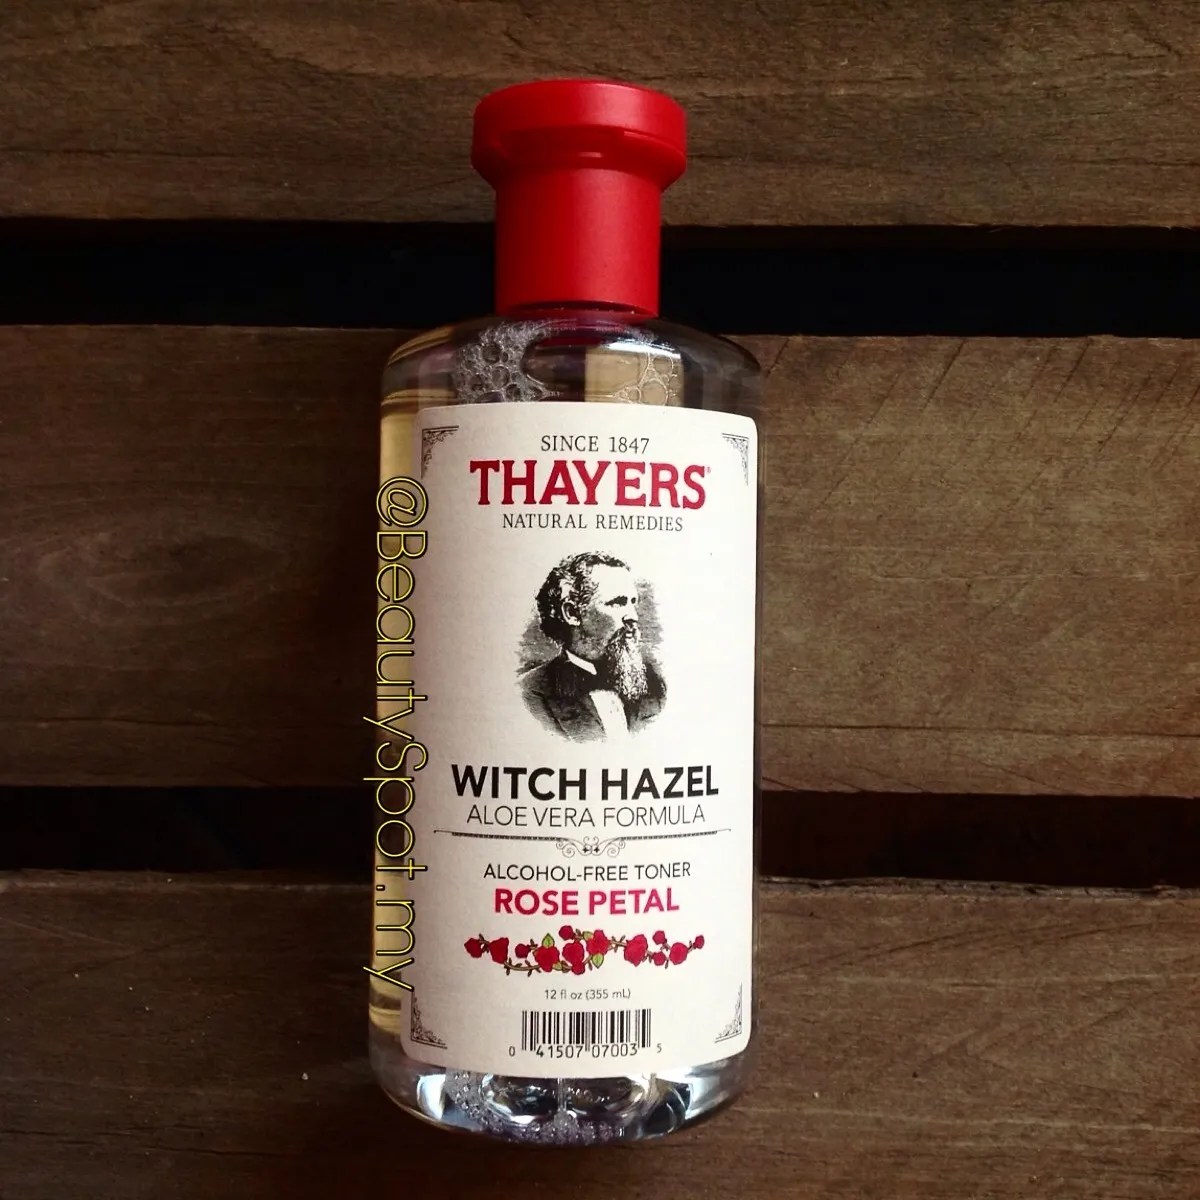 SINCE 1847
THAYERS®
NATURAL REMEDIES
WITCH HAZEL
ALOE VERA FORMULA
ALCOHOL-FREE TONER
ROSE PETAL
12 fl oz (355 mL)
0 41507 07003 5
@BeautySpot.my